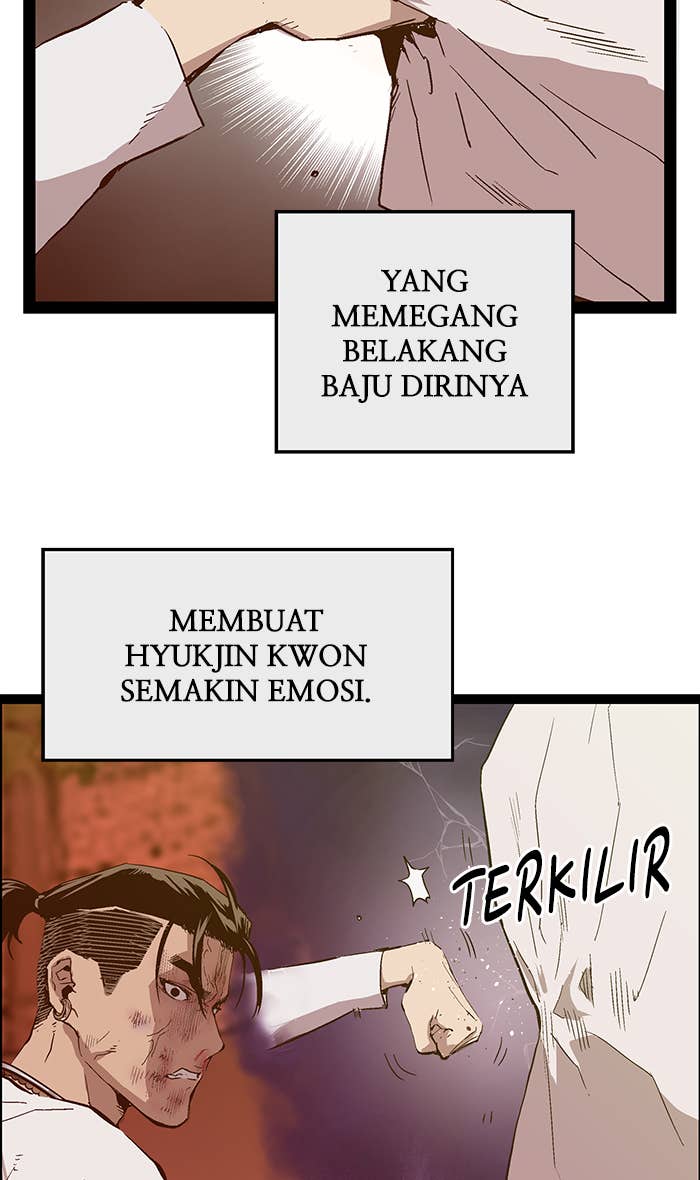 YANG
MEMEGANG
BELAKANG
BAJU DIRINYA
MEMBUAT
HYUKJIN KWON
SEMAKIN EMOSI.
TERKILIR